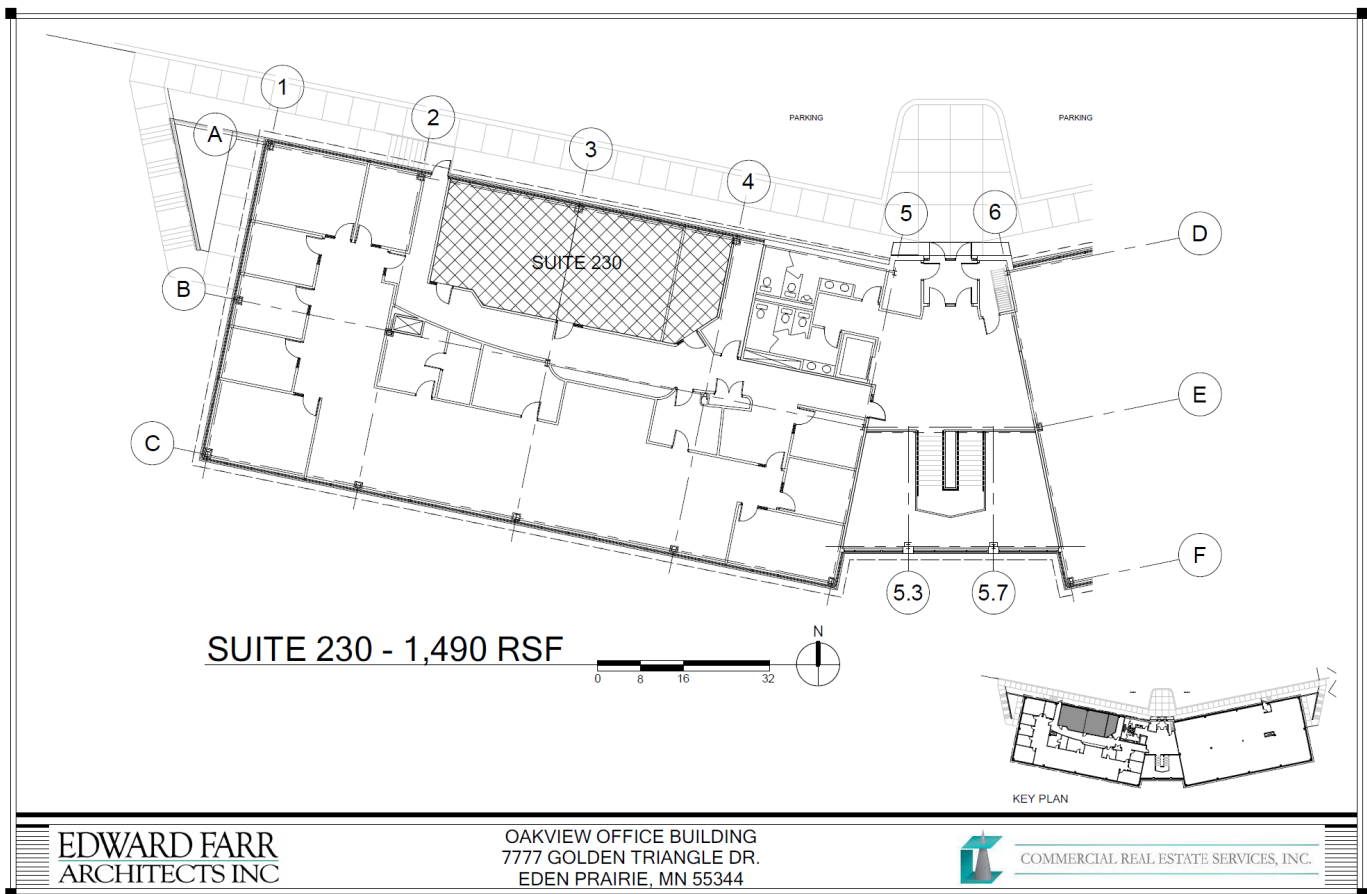 1
2
3
4
PARKING
PARKING
A
5
6
D
SUITE 230
B
E
C
F
5.3
5.7
SUITE 230 - 1,490 RSF
0 8 16 32
N
KEY PLAN
EDWARD FARR
ARCHITECTS INC
OAKVIEW OFFICE BUILDING
7777 GOLDEN TRIANGLE DR.
EDEN PRAIRIE, MN 55344
COMMERCIAL REAL ESTATE SERVICES, INC.